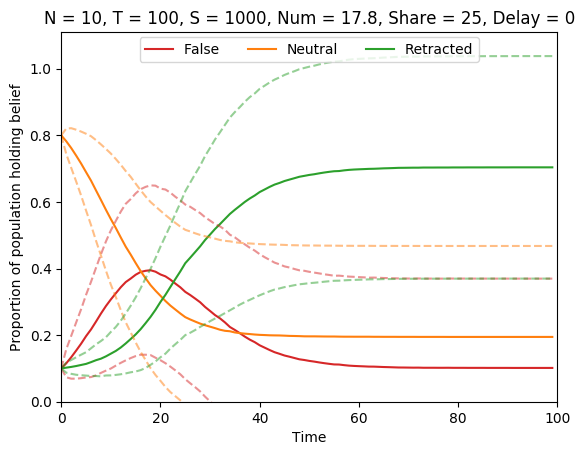 N = 10, T = 100, S = 1000, Num = 17.8, Share = 25, Delay = 0
False Neutral Retracted
Proportion of population holding belief
1.0
0.8
0.6
0.4
0.2
0.0
0 20 40 60 80 100
Time